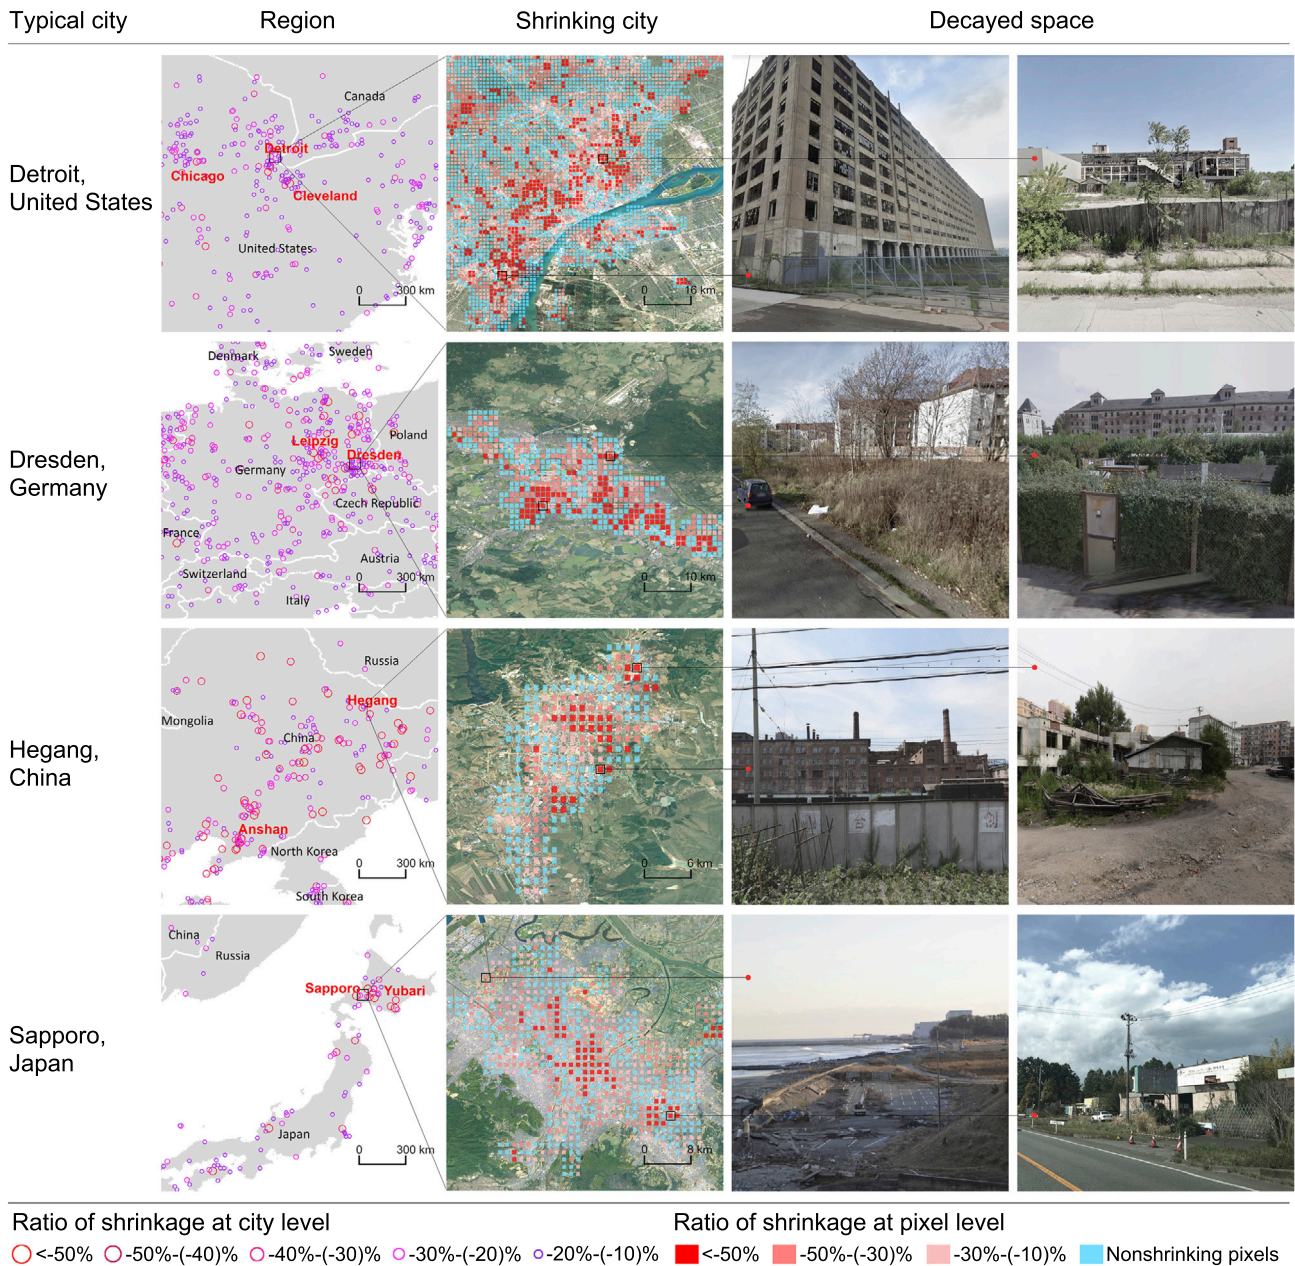 Typical city
Region
Shrinking city
Decayed space
Detroit,
United States
Canada
Detroit
Chicago
Cleveland
United States
0 300 km
0 16 km
Dresden,
Germany
Denmark
Sweden
Leipzig
Poland
Dresden
Germany
Czech Republic
France
Austria
Switzerland
0 300 km
Italy
0 10 km
Hegang,
China
Russia
Hegang
Mongolia
China
Anshan
North Korea
0 300 km
South Korea
0 6 km
Sapporo,
Japan
China
Russia
Sapporo
Yubari
Japan
0 300 km
0 8 km
Ratio of shrinkage at city level
<-50%
-50%-(-40)%
-40%-(-30)%
-30%-(-20)%
-20%-(-10)%
Ratio of shrinkage at pixel level
<-50%
-50%-(-30)%
-30%-(-10)%
Nonshrinking pixels